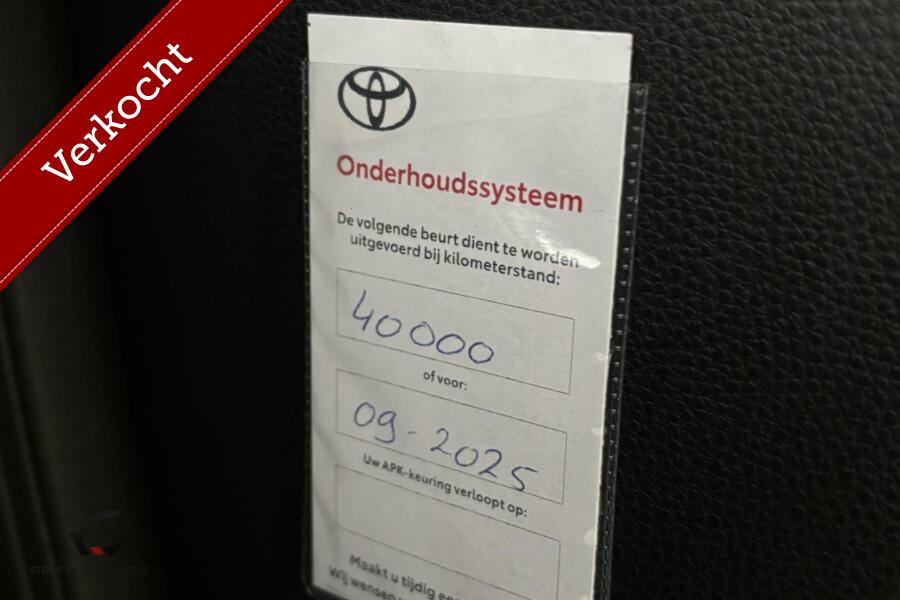 Verkocht
Onderhoudssysteem
De volgende beurt dient te worden
uitgevoerd bij kilometerstand:
40000
of voor:
09-2025
Uw APK-keuring verloopt op:
Maakt u tijdig
Wij wensen